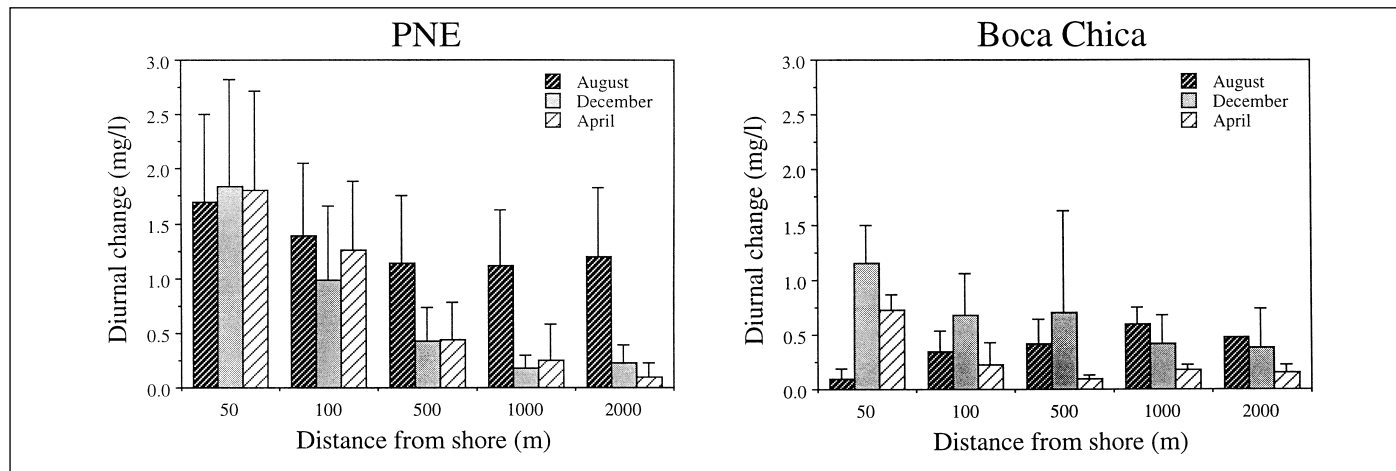 PNE
3.0
2.5
2.0
1.5
1.0
0.5
0.0
Diurnal change (mg/l)
August
December
April
50 100 500 1000 2000
Distance from shore (m)
Boca Chica
3.0
2.5
2.0
1.5
1.0
0.5
0.0
Diurnal change (mg/l)
August
December
April
50 100 500 1000 2000
Distance from shore (m)